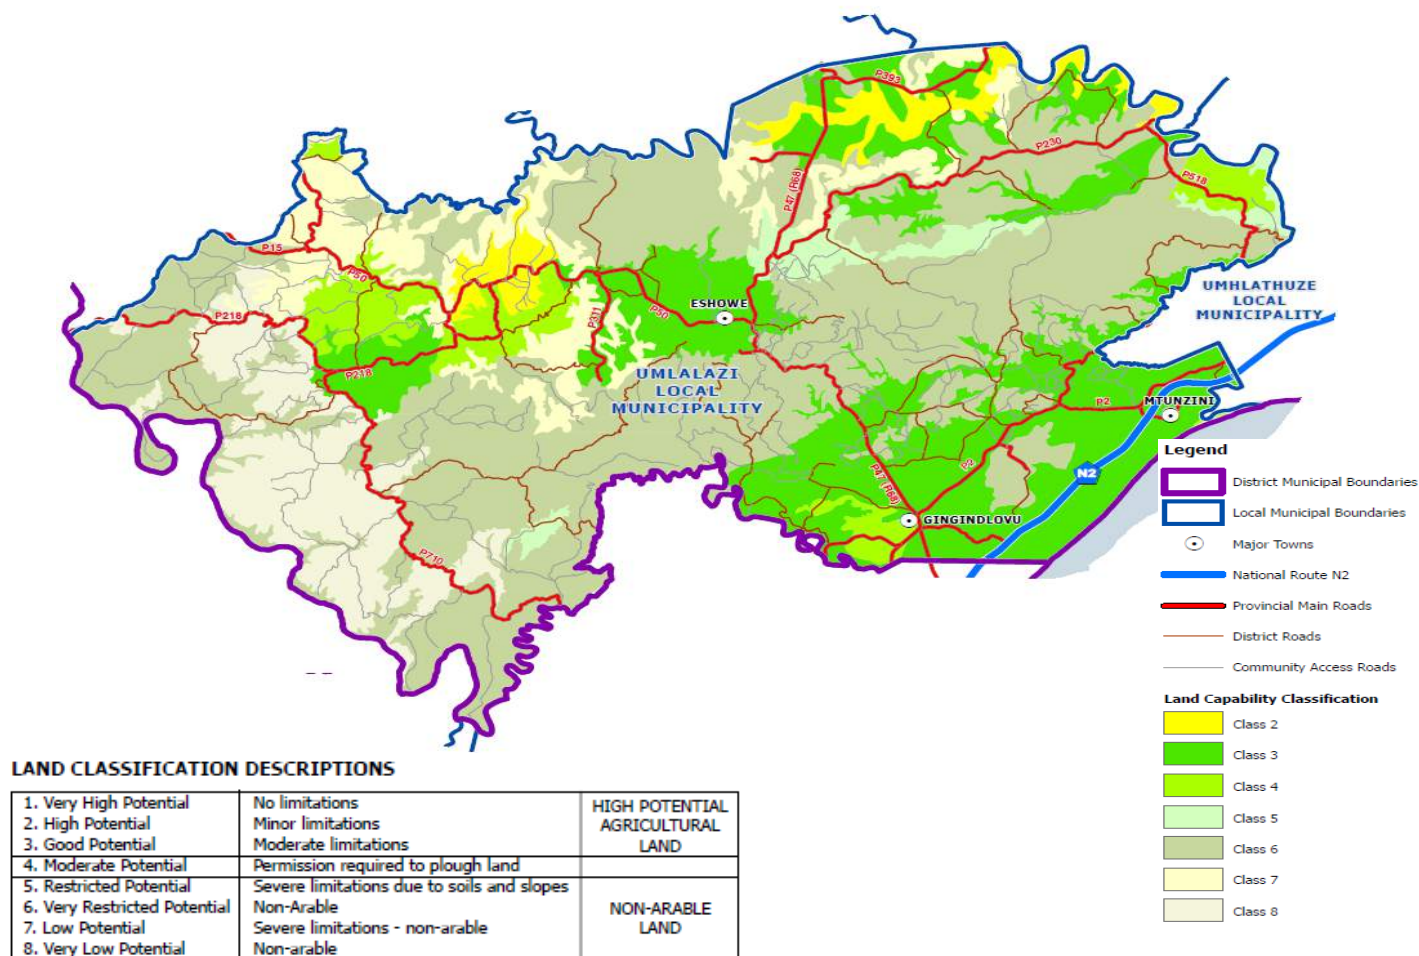 P393
P230
P47 (R68)
P518
P15
P50
P218
P311
P50
ESHOWE
P218
UMHLATHUZE
LOCAL
MUNICIPALITY
UMLALAZI
LOCAL
MUNICIPALITY
P2
MTUNZINI
P47 (R68)
P2
N2
GINGINDLOVU
P710
Legend
District Municipal Boundaries
Local Municipal Boundaries
Major Towns
National Route N2
Provincial Main Roads
District Roads
Community Access Roads
Land Capability Classification
Class 2
Class 3
Class 4
Class 5
Class 6
Class 7
Class 8
LAND CLASSIFICATION DESCRIPTIONS
1. Very High Potential No limitations HIGH POTENTIAL
2. High Potential Minor limitations AGRICULTURAL
3. Good Potential Moderate limitations LAND
4. Moderate Potential Permission required to plough land
5. Restricted Potential Severe limitations due to soils and slopes
6. Very Restricted Potential Non-Arable NON-ARABLE
7. Low Potential Severe limitations - non-arable LAND
8. Very Low Potential Non-arable